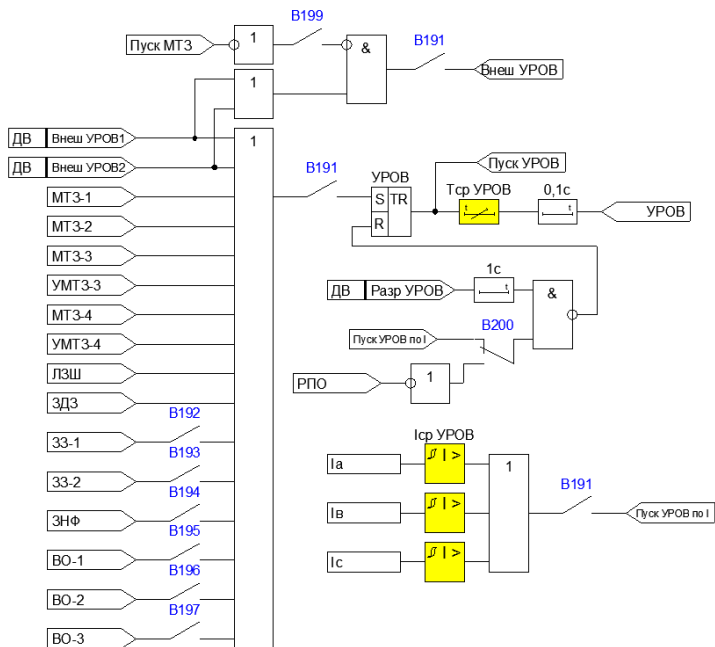 В199
Пуск МТЗ
1
&
В191
Внеш УРОВ
1
ДВ Внеш УРОВ1
ДВ Внеш УРОВ2
1
В191
УРОВ
S TR
R
Пуск УРОВ
Тср УРОВ
t
0,1с
t
УРОВ
МТЗ-1
МТЗ-2
МТЗ-3
УМТЗ-3
МТЗ-4
УМТЗ-4
ЛЗШ
ЗДЗ
В192
ЗЗ-1
В193
ЗЗ-2
В194
ЗНФ
В195
ВО-1
В196
ВО-2
В197
ВО-3
1с
ДВ Разр УРОВ
t
&
В200
Пуск УРОВ по I
РПО
1
Iср УРОВ
Iа
I >
1
В191
Iв
I >
Пуск УРОВ по I
Iс
I >